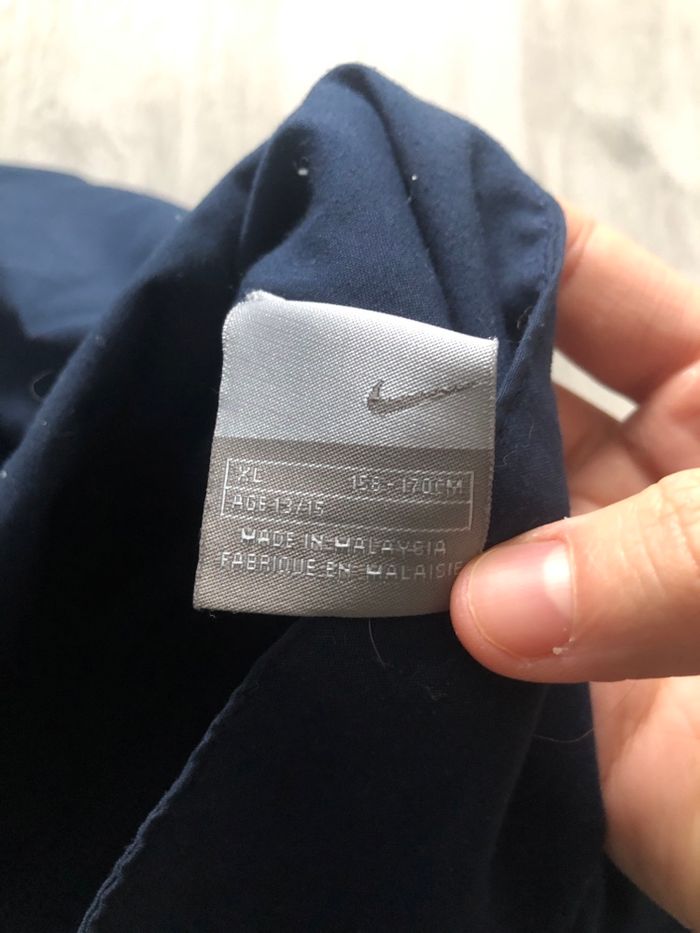 XL 158-170CM
AGE 13/15
MADE IN MALAYSIA
FABRIQUE EN MALAISIE